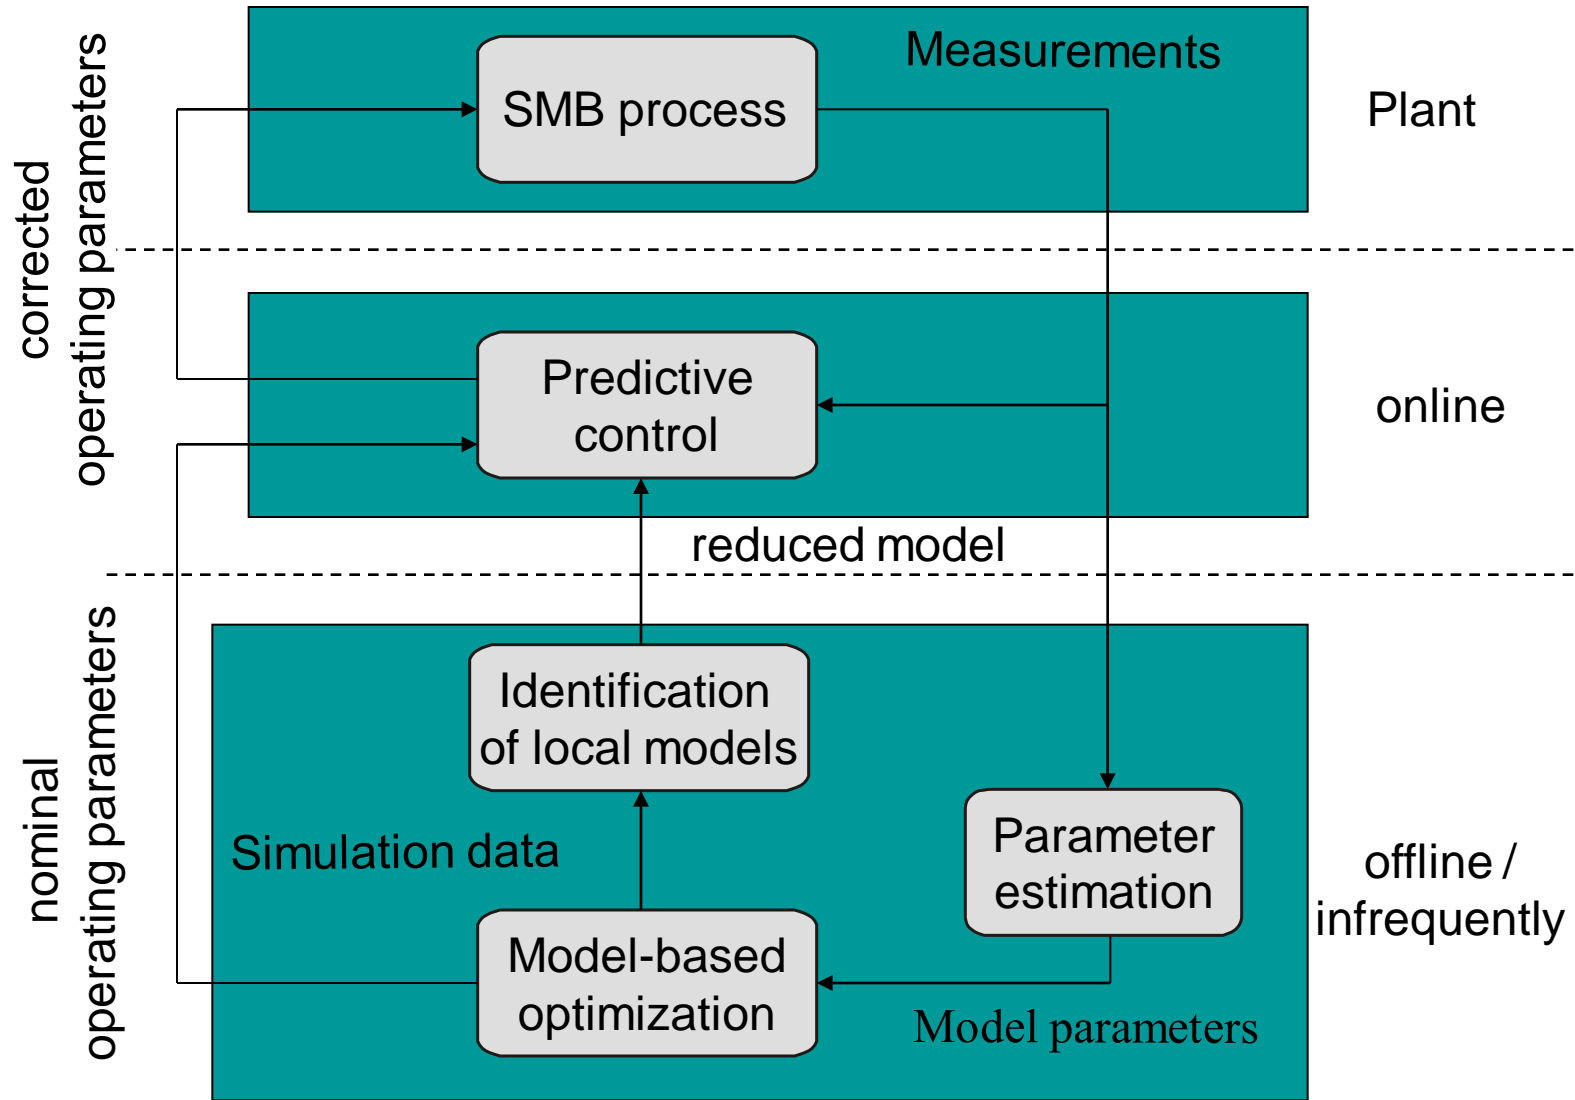 Measurements
SMB process
Plant
corrected
operating parameters
Predictive
control
online
reduced model
Identification
of local models
nominal
operating parameters
Simulation data
Parameter
estimation
offline /
infrequently
Model-based
optimization
Model parameters